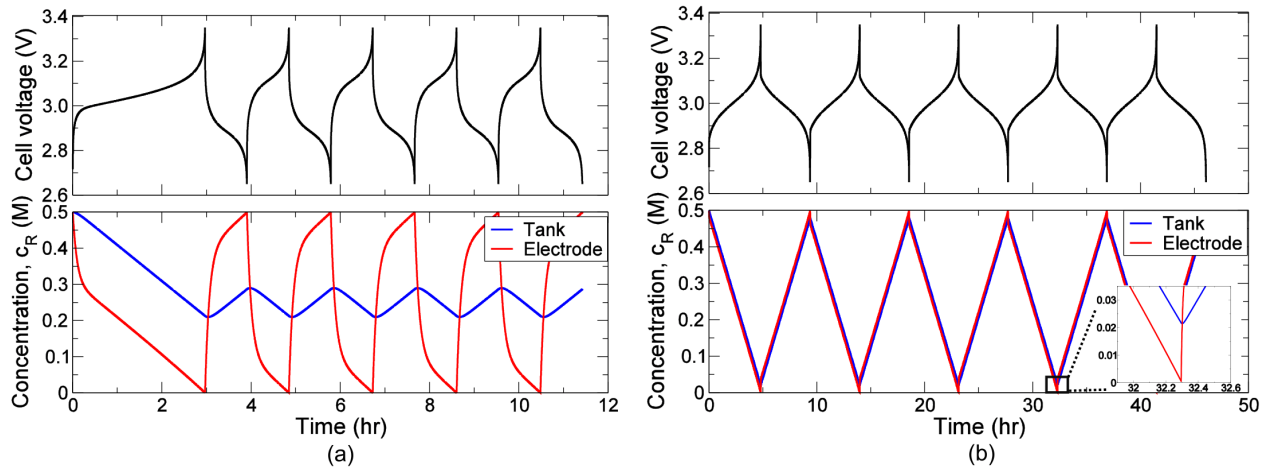 3.4
3.2
3.0
2.8
2.6
Cell voltage (V)
0.5
0.4
0.3
0.2
0.1
0
Concentration, c_R (M)
Tank
Electrode
0 2 4 6 8 10 12
Time (hr)
(a)
3.4
3.2
3.0
2.8
2.6
Cell voltage (V)
0.5
0.4
0.3
0.2
0.1
0
Concentration, c_R (M)
Tank
Electrode
0.03
0.02
0.01
0
32 32.2 32.4 32.6
0 10 20 30 40 50
Time (hr)
(b)